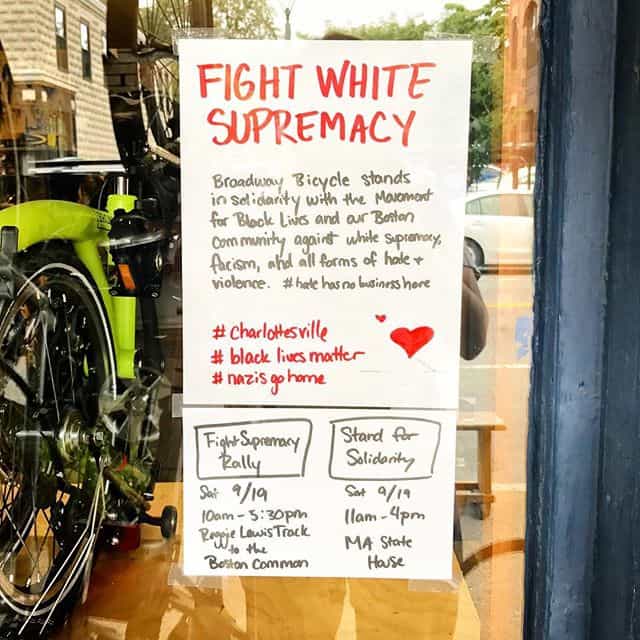 FIGHT WHITE
SUPREMACY
Broadway Bicycle stands
in solidarity with the Movement
for Black Lives and our Boston
Community against white supremacy,
facism, and all forms of hate +
violence. #hate has no business here
# Charlottesville
# black lives matter
# nazis go home
Fight Supremacy
Rally
Sat 9/19
10am - 5:30pm
Reggie Lewis Track
to the
Boston Common
Stand for
Solidarity
Sat 9/19
11am - 4pm
MA State
House